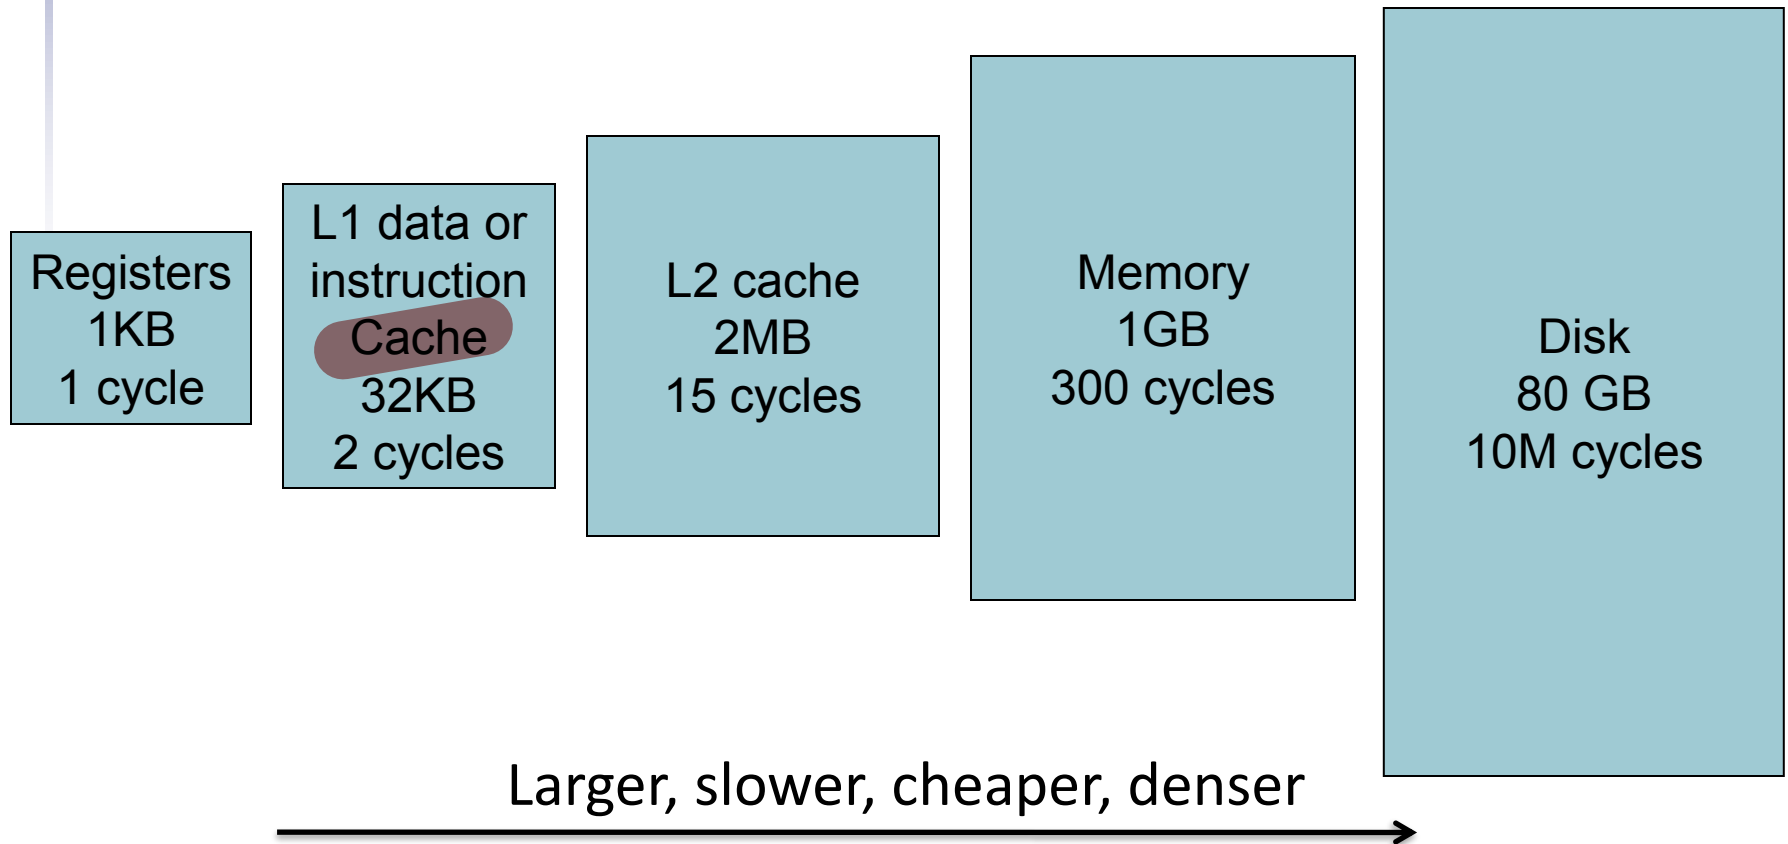 Registers
1KB
1 cycle
L1 data or
instruction
Cache
32KB
2 cycles
L2 cache
2MB
15 cycles
Memory
1GB
300 cycles
Disk
80 GB
10M cycles
Larger, slower, cheaper, denser